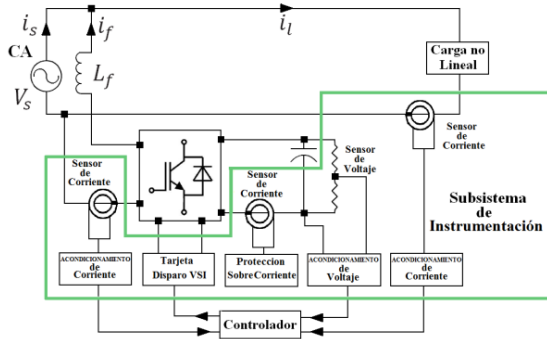 i_s
i_f
i_l
CA
L_f
V_s
Carga no
Lineal
Sensor
de
Corriente
Sensor
de
Voltaje
Sensor
de
Corriente
Sensor
de
Corriente
Subsistema
de
Instrumentación
ACONDICIONAMIENTO
de
Corriente
Tarjeta
Disparo VSI
Proteccion
SobreCorriente
ACONDICIONAMIENTO
de
Voltaje
ACONDICIONAMIENTO
de
Corriente
Controlador